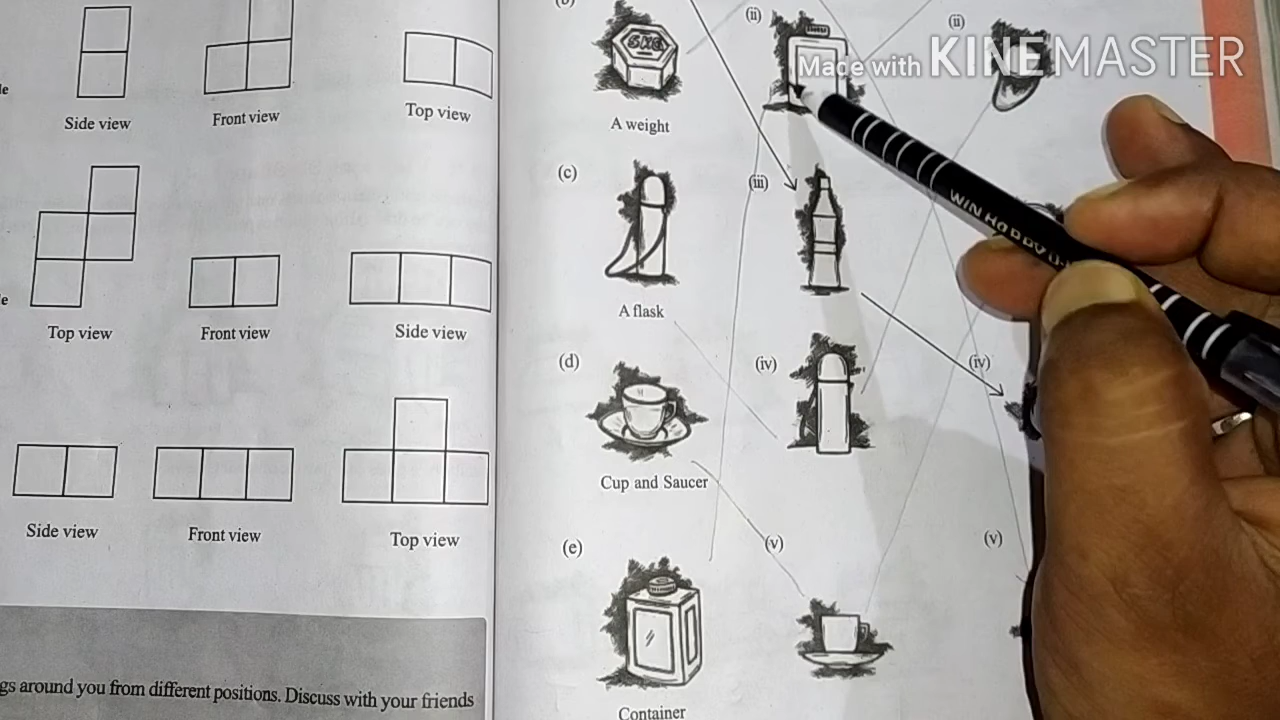 Side view
Front view
Top view
Top view
Front view
Side view
Side view
Front view
Top view
gs around you from different positions. Discuss with your friends
(ii)
(ii)
Made with KINEMASTER
A weight
(c)
(iii)
WIN
A flask
(d)
(iv)
(iv)
Cup and Saucer
(e)
(v)
(v)
Container